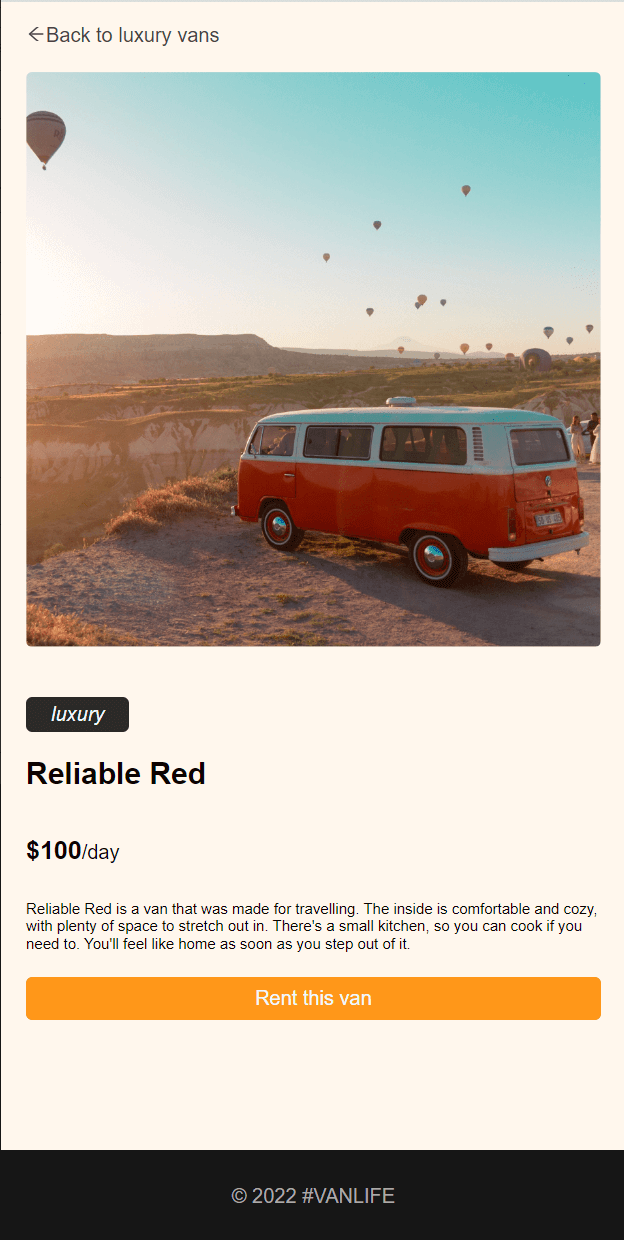 ←Back to luxury vans
luxury
Reliable Red
$100/day
Reliable Red is a van that was made for travelling. The inside is comfortable and cozy,
with plenty of space to stretch out in. There's a small kitchen, so you can cook if you
need to. You'll feel like home as soon as you step out of it.
Rent this van
© 2022 #VANLIFE